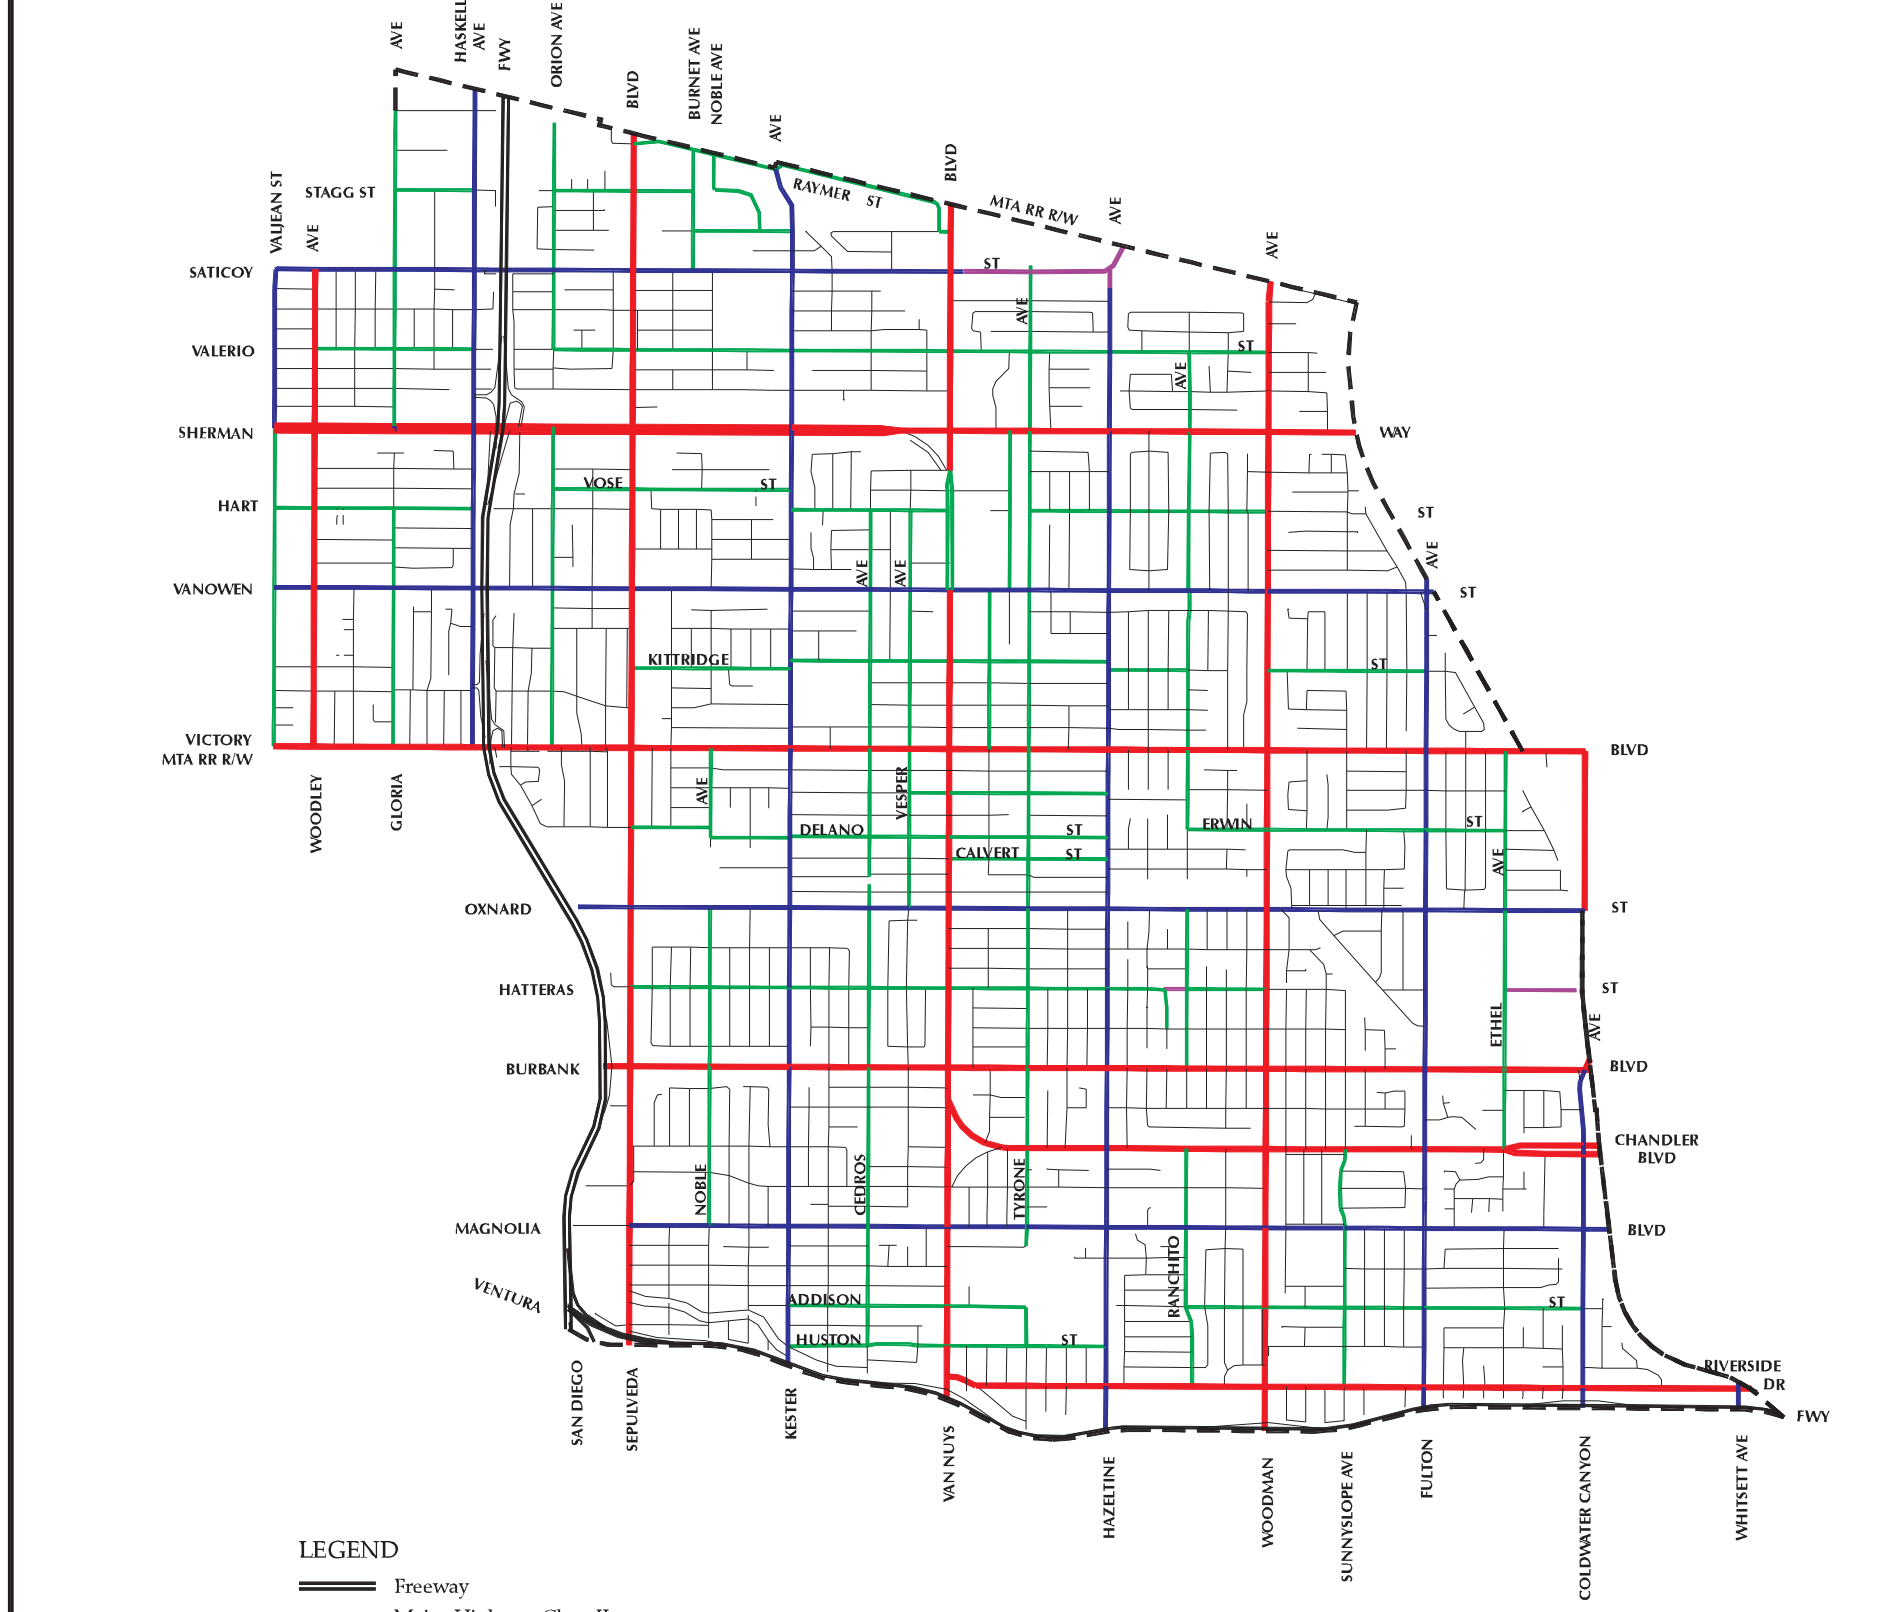 AVE
HASKELL
AVE
FWY
ORION AVE
BLVD
BURNET AVE
NOBLE AVE
AVE
BLVD
AVE
AVE
VALJEAN ST
AVE
STAGG ST
RAYMER ST
MTA RR R/W
SATICOY
ST
AVE
VALERIO
ST
AVE
SHERMAN
WAY
VOSE
ST
HART
ST
AVE
AVE
AVE
VANOWEN
ST
KITTRIDGE
ST
VICTORY
BLVD
MTA RR R/W
WOODLEY
GLORIA
AVE
VESPER
DELANO
ST
ERWIN
ST
CALVERT
ST
AVE
OXNARD
ST
HATTERAS
ST
ETHEL
AVE
BURBANK
BLVD
CHANDLER
BLVD
NOBLE
CEDROS
TYRONE
MAGNOLIA
BLVD
RANCHITO
VENTURA
ADDISON
ST
HUSTON
ST
RIVERSIDE
DR
FWY
SAN DIEGO
SEPULVEDA
KESTER
VAN NUYS
HAZELTINE
WOODMAN
SUNNYSLOPE AVE
FULTON
COLDWATER CANYON
WHITSETT AVE
LEGEND
Freeway